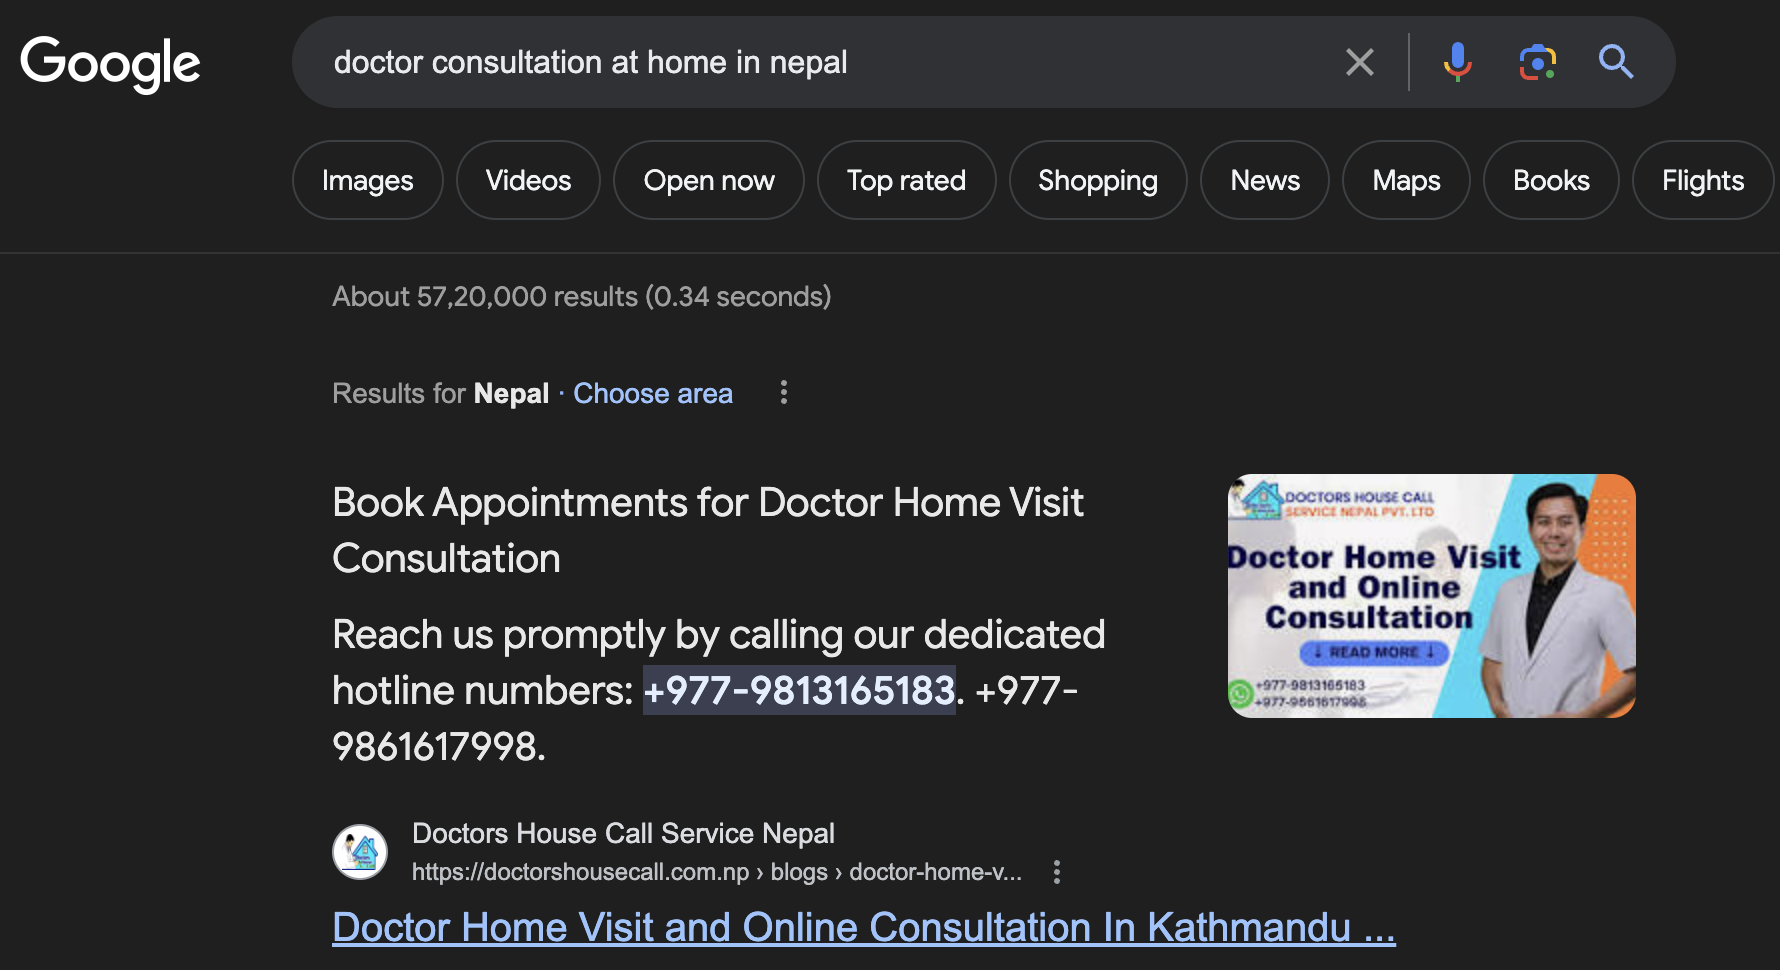 Google
doctor consultation at home in nepal
Images
Videos
Open now
Top rated
Shopping
News
Maps
Books
Flights
About 57,20,000 results (0.34 seconds)
Results for Nepal · Choose area
Book Appointments for Doctor Home Visit
Consultation
Reach us promptly by calling our dedicated
hotline numbers: +977-9813165183. +977-
9861617998.
DOCTORS HOUSE CALL
SERVICE NEPAL PVT. LTD
Doctor Home Visit
and Online
Consultation
↓ READ MORE ↓
+977-9813165183
+977-9861617998
Doctors House Call Service Nepal
https://doctorshousecall.com.np › blogs › doctor-home-v...
Doctor Home Visit and Online Consultation In Kathmandu ...